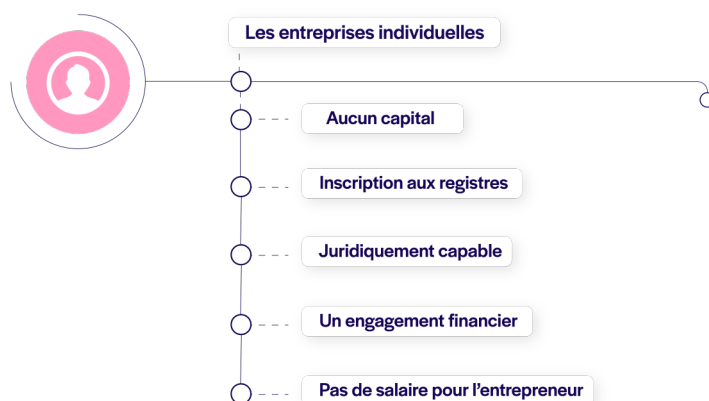 Les entreprises individuelles
Aucun capital
Inscription aux registres
Juridiquement capable
Un engagement financier
Pas de salaire pour l’entrepreneur